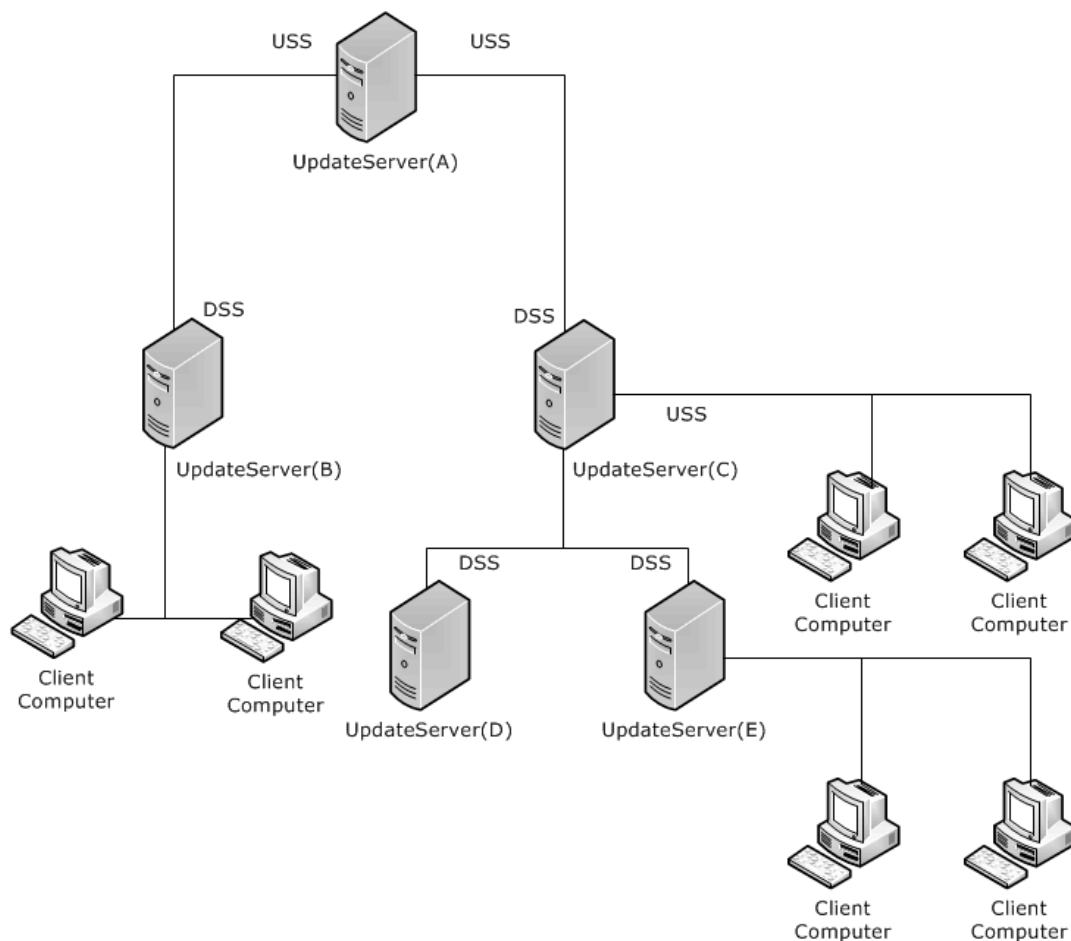 USS
USS
UpdateServer(A)
DSS
DSS
USS
UpdateServer(B)
UpdateServer(C)
DSS
DSS
Client
Computer
Client
Computer
Client
Computer
Client
Computer
UpdateServer(D)
UpdateServer(E)
Client
Computer
Client
Computer